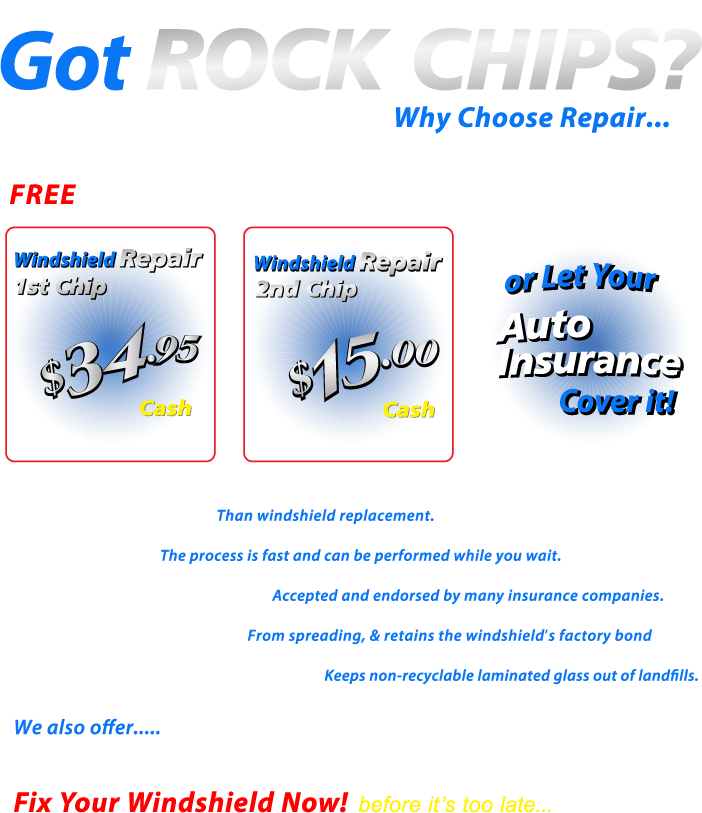 Got ROCK CHIPS?
Why Choose Repair...
FREE
Windshield Repair
1st Chip
$34.95
Cash
Windshield Repair
2nd Chip
$15.00
Cash
or Let Your
Auto
Insurance
Cover it!
Than windshield replacement.
The process is fast and can be performed while you wait.
Accepted and endorsed by many insurance companies.
From spreading, & retains the windshield's factory bond
Keeps non-recyclable laminated glass out of landfills.
We also offer.....
Fix Your Windshield Now! before it's too late...